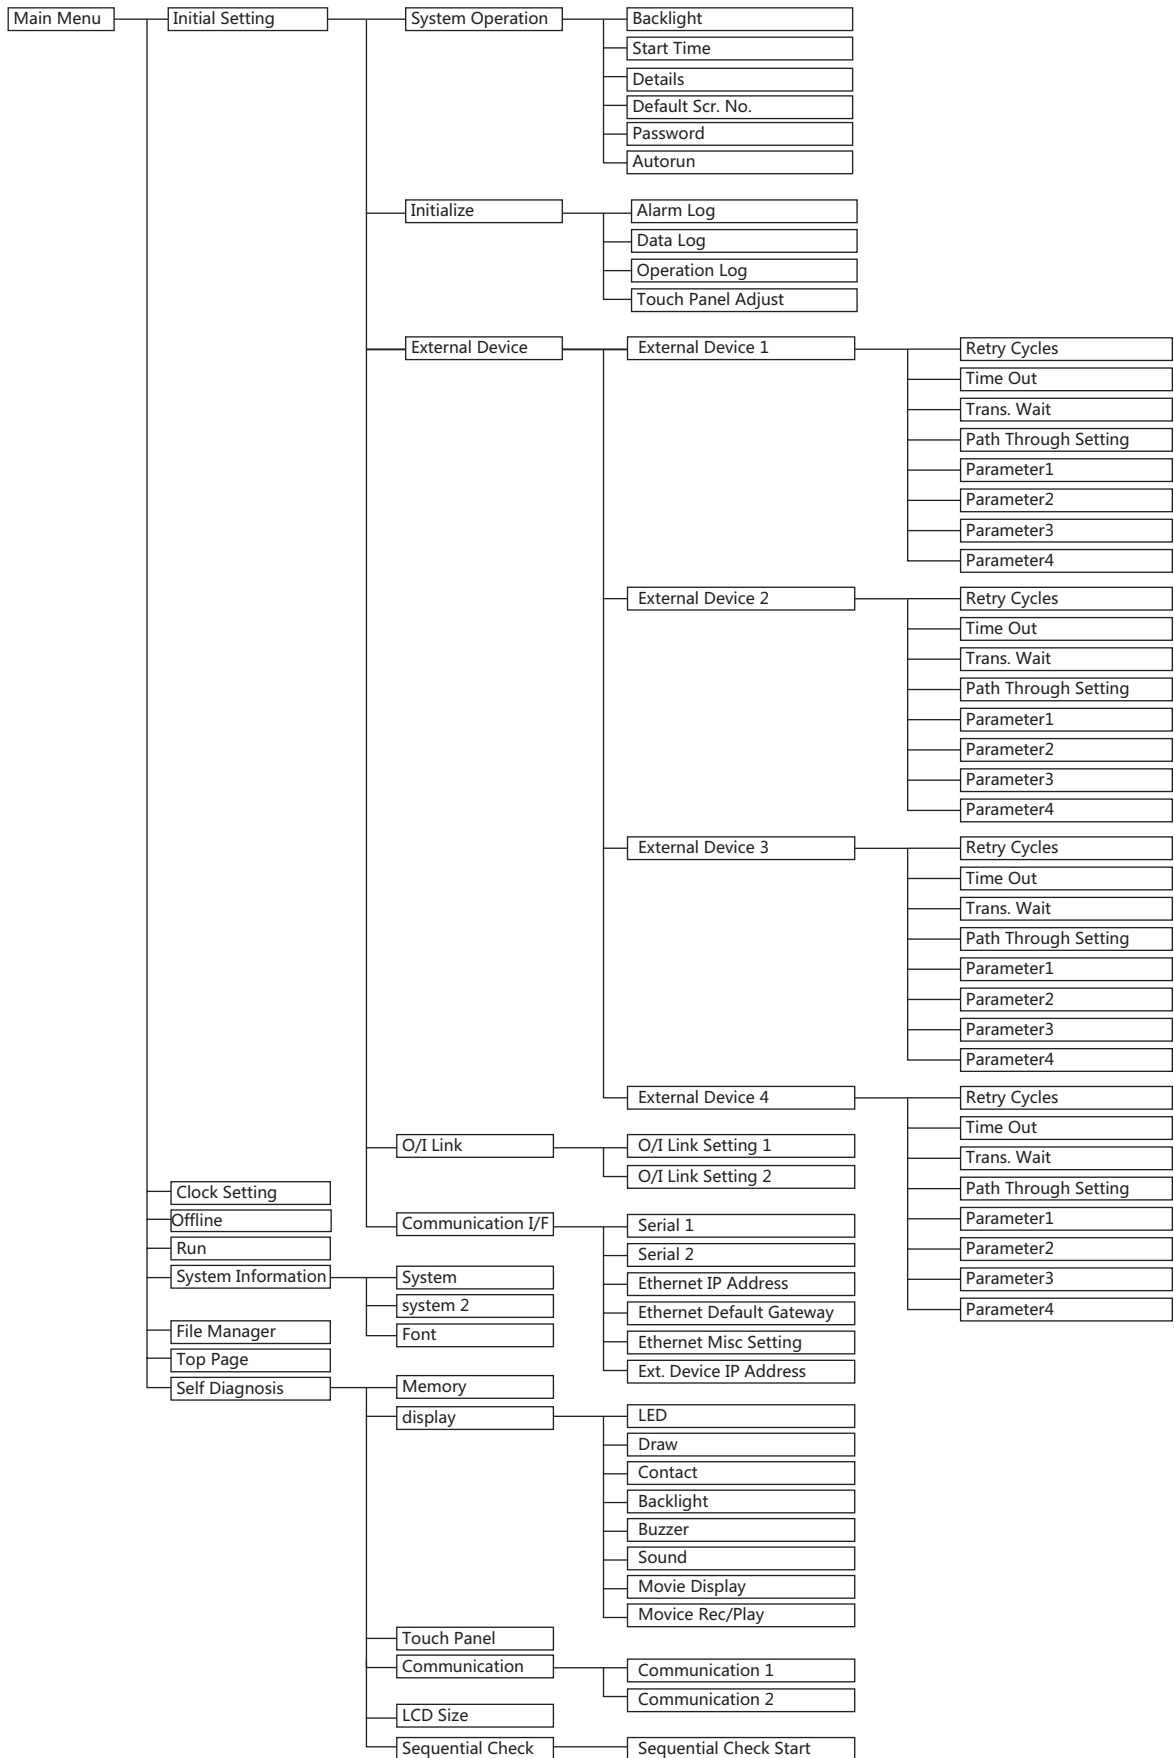 Main Menu
Initial Setting
System Operation
Backlight
Start Time
Details
Default Scr. No.
Password
Autorun
Initialize
Alarm Log
Data Log
Operation Log
Touch Panel Adjust
External Device
External Device 1
Retry Cycles
Time Out
Trans. Wait
Path Through Setting
Parameter1
Parameter2
Parameter3
Parameter4
External Device 2
Retry Cycles
Time Out
Trans. Wait
Path Through Setting
Parameter1
Parameter2
Parameter3
Parameter4
External Device 3
Retry Cycles
Time Out
Trans. Wait
Path Through Setting
Parameter1
Parameter2
Parameter3
Parameter4
External Device 4
Retry Cycles
Time Out
Trans. Wait
Path Through Setting
Parameter1
Parameter2
Parameter3
Parameter4
O/I Link
O/I Link Setting 1
O/I Link Setting 2
Communication I/F
Serial 1
Serial 2
Ethernet IP Address
Ethernet Default Gateway
Ethernet Misc Setting
Ext. Device IP Address
Clock Setting
Offline
Run
System Information
System
system 2
Font
File Manager
Top Page
Self Diagnosis
Memory
display
LED
Draw
Contact
Backlight
Buzzer
Sound
Movie Display
Movice Rec/Play
Touch Panel
Communication
Communication 1
Communication 2
LCD Size
Sequential Check
Sequential Check Start